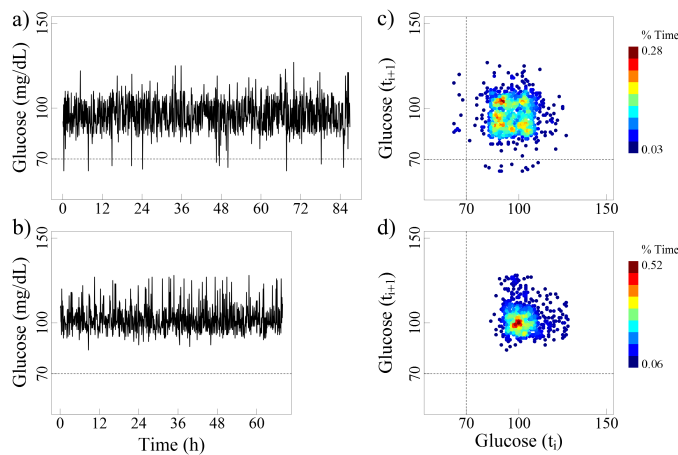 a)
Glucose (mg/dL)
150
100
70
0 12 24 36 48 60 72 84
c)
Glucose (tᵢ₊₁)
150
100
70
70 100 150
% Time
0.28
0.03
b)
Glucose (mg/dL)
150
100
70
0 12 24 36 48 60
Time (h)
d)
Glucose (tᵢ₊₁)
150
100
70
70 100 150
Glucose (tᵢ)
% Time
0.52
0.06